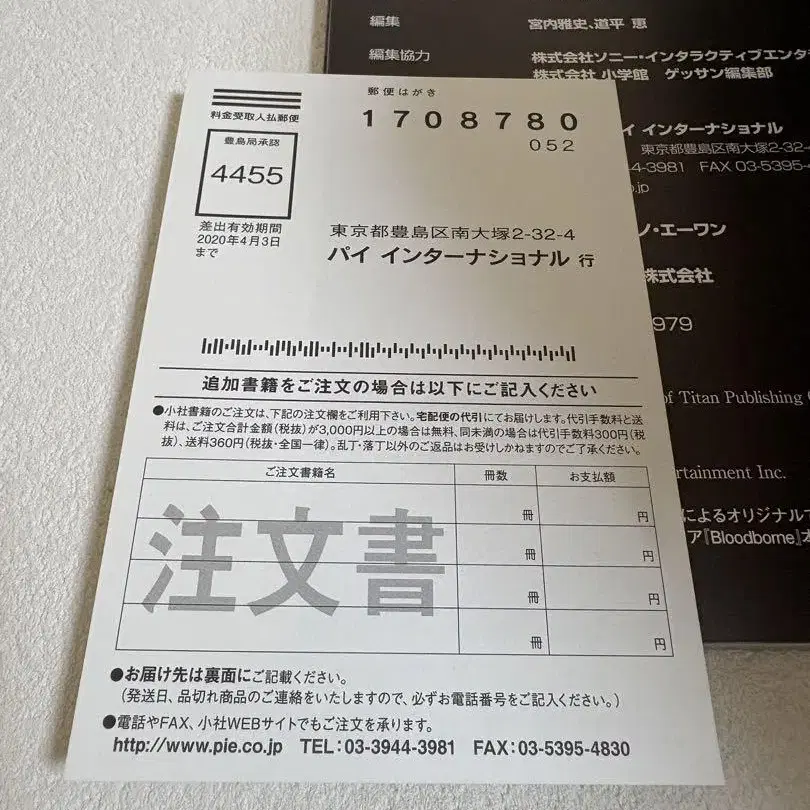 編集 宮内雅史、道平 恵
編集協力 株式会社ソニー・インタラクティブエンタ
株式会社 小学館 ゲッサン編集部
イ インターナショナル
東京都豊島区南大塚2-32-
-3981 FAX 03-5395-
o.jp
ノ・エーワン
株式会社
979
of Titan Publishing
rtainment Inc.
によるオリジナル
ア『Bloodborne』
郵便はがき
料金受取人払郵便
1708780
052
豊島局承認
4455
差出有効期間
2020年4月3日
まで
東京都豊島区南大塚2-32-4
パイ インターナショナル 行
追加書籍をご注文の場合は以下にご記入ください
●小社書籍のご注文は、下記の注文欄をご利用下さい。宅配便の代引にてお届けします。代引手数料と送
料は、ご注文合計金額(税抜)が3,000円以上の場合は無料、同未満の場合は代引手数料300円(税
抜)、送料360円(税抜・全国一律)。乱丁・落丁以外のご返品はお受けしかねますのでご了承ください。
ご注文書籍名 冊数 お支払額
冊 円
冊 円
冊 円
冊 円
注文書
●お届け先は裏面にご記載ください。
(発送日、品切れ商品のご連絡をいたしますので、必ずお電話番号をご記入ください。)
●電話やFAX、小社WEBサイトでもご注文を承ります。
http://www.pie.co.jp TEL:03-3944-3981 FAX:03-5395-4830